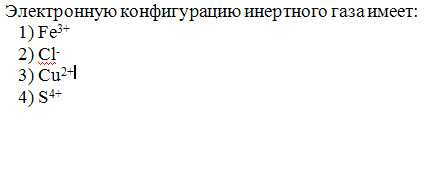 Электронную конфигурацию инертного газа имеет:
1) Fe³⁺
2) Cl⁻
3) Cu²⁺
4) S⁴⁺